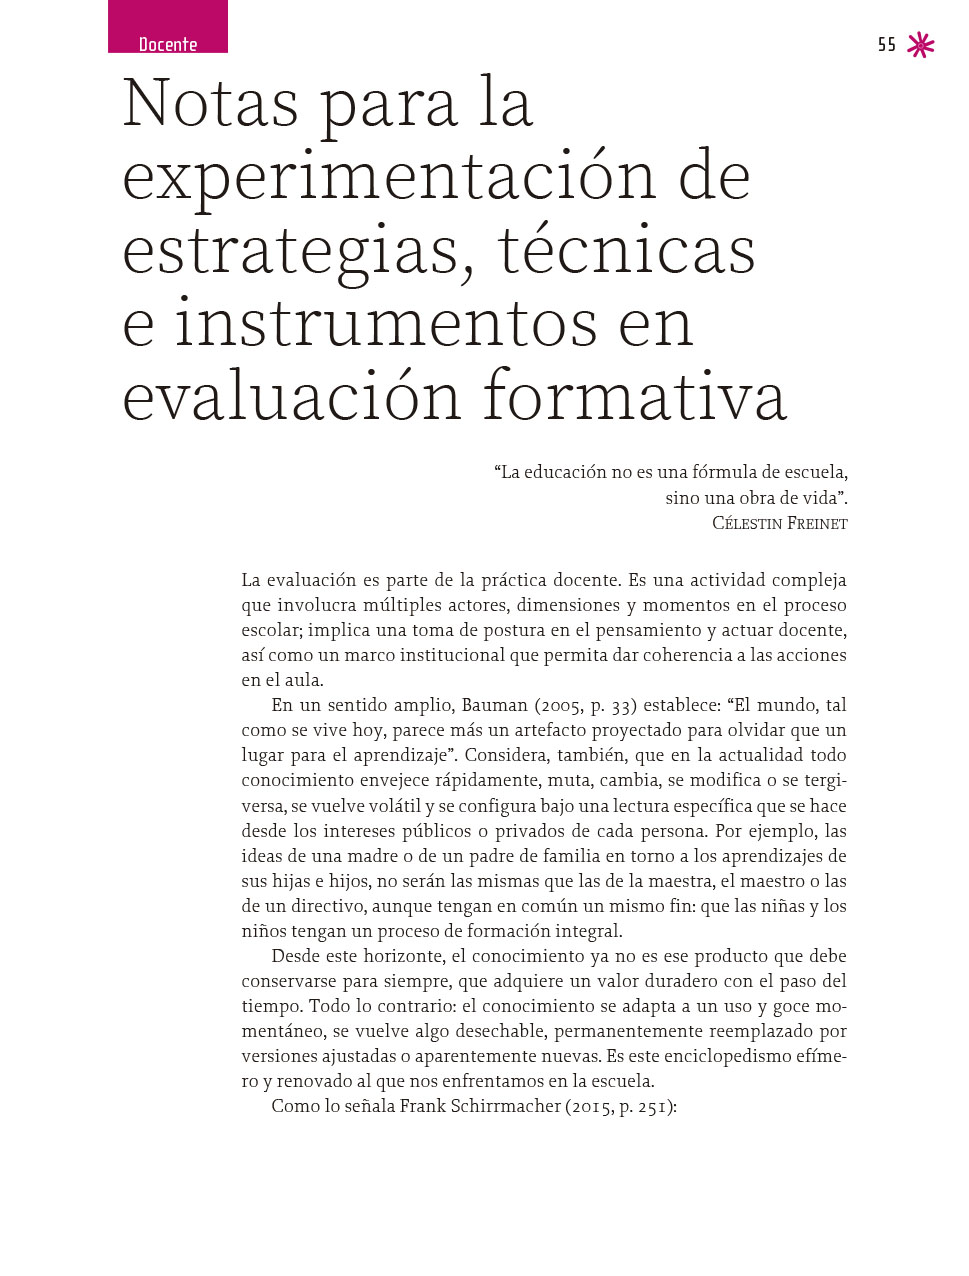 Docente
55
Notas para la
experimentación de
estrategias, técnicas
e instrumentos en
evaluación formativa
“La educación no es una fórmula de escuela,
sino una obra de vida”.
Célestin Freinet
La evaluación es parte de la práctica docente. Es una actividad compleja
que involucra múltiples actores, dimensiones y momentos en el proceso
escolar; implica una toma de postura en el pensamiento y actuar docente,
así como un marco institucional que permita dar coherencia a las acciones
en el aula.
En un sentido amplio, Bauman (2005, p. 33) establece: “El mundo, tal
como se vive hoy, parece más un artefacto proyectado para olvidar que un
lugar para el aprendizaje”. Considera, también, que en la actualidad todo
conocimiento envejece rápidamente, muta, cambia, se modifica o se tergi-
versa, se vuelve volátil y se configura bajo una lectura específica que se hace
desde los intereses públicos o privados de cada persona. Por ejemplo, las
ideas de una madre o de un padre de familia en torno a los aprendizajes de
sus hijas e hijos, no serán las mismas que las de la maestra, el maestro o las
de un directivo, aunque tengan en común un mismo fin: que las niñas y los
niños tengan un proceso de formación integral.
Desde este horizonte, el conocimiento ya no es ese producto que debe
conservarse para siempre, que adquiere un valor duradero con el paso del
tiempo. Todo lo contrario: el conocimiento se adapta a un uso y goce mo-
mentáneo, se vuelve algo desechable, permanentemente reemplazado por
versiones ajustadas o aparentemente nuevas. Es este enciclopedismo efíme-
ro y renovado al que nos enfrentamos en la escuela.
Como lo señala Frank Schirrmacher (2015, p. 251):